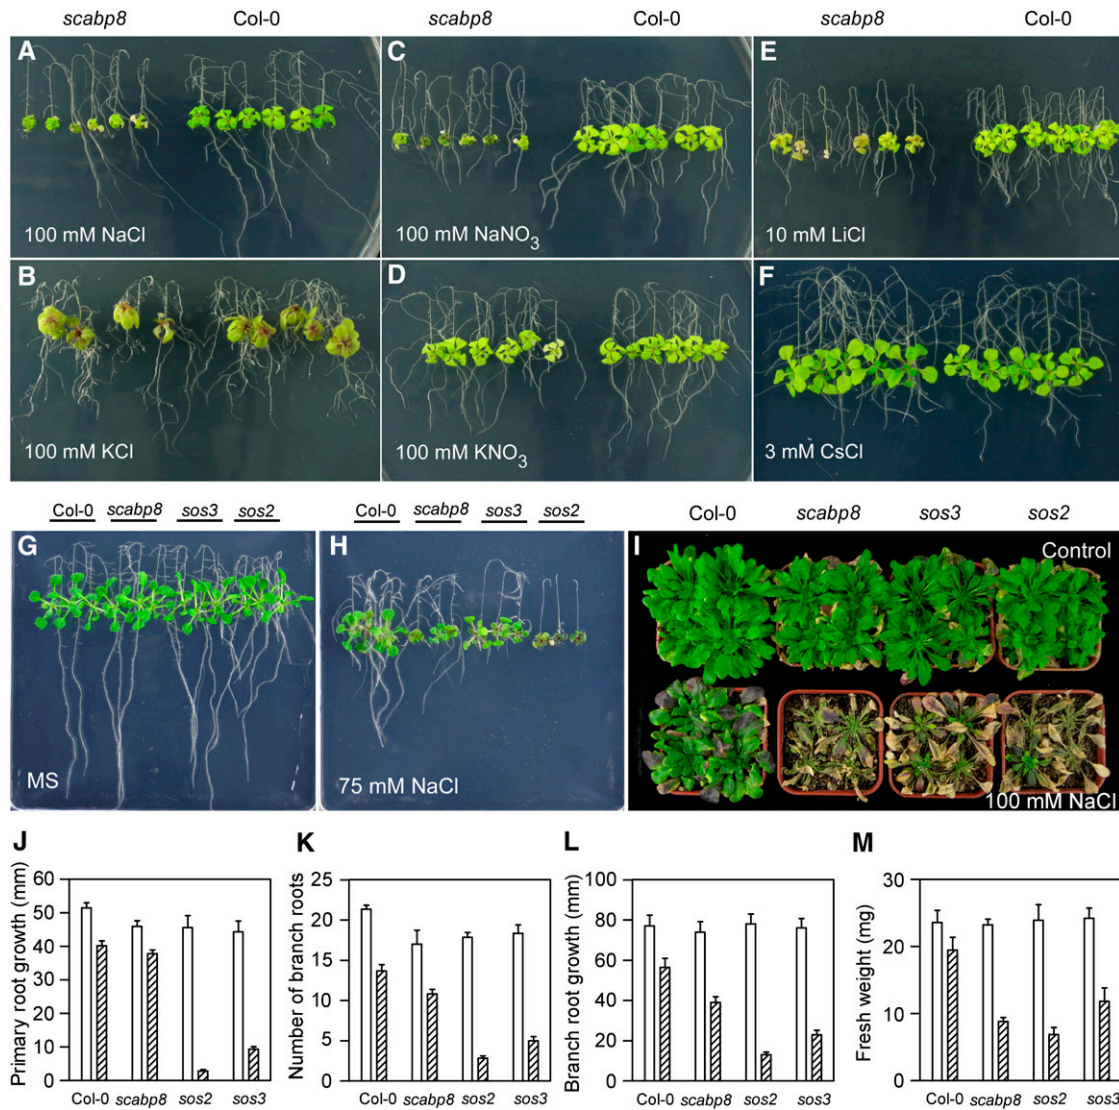 scabp8 Col-0 scabp8 Col-0 scabp8 Col-0
A C E
100 mM NaCl 100 mM NaNO3 10 mM LiCl
B D F
100 mM KCl 100 mM KNO3 3 mM CsCl
Col-0 scabp8 sos3 sos2 Col-0 scabp8 sos3 sos2 Col-0 scabp8 sos3 sos2
G H I Control
MS 75 mM NaCl 100 mM NaCl
J
Primary root growth (mm)
60
50
40
30
20
10
0
Col-0 scabp8 sos2 sos3
K
Number of branch roots
25
20
15
10
5
0
Col-0 scabp8 sos2 sos3
L
Branch root growth (mm)
100
80
60
40
20
0
Col-0 scabp8 sos2 sos3
M
Fresh weight (mg)
30
20
10
0
Col-0 scabp8 sos2 sos3